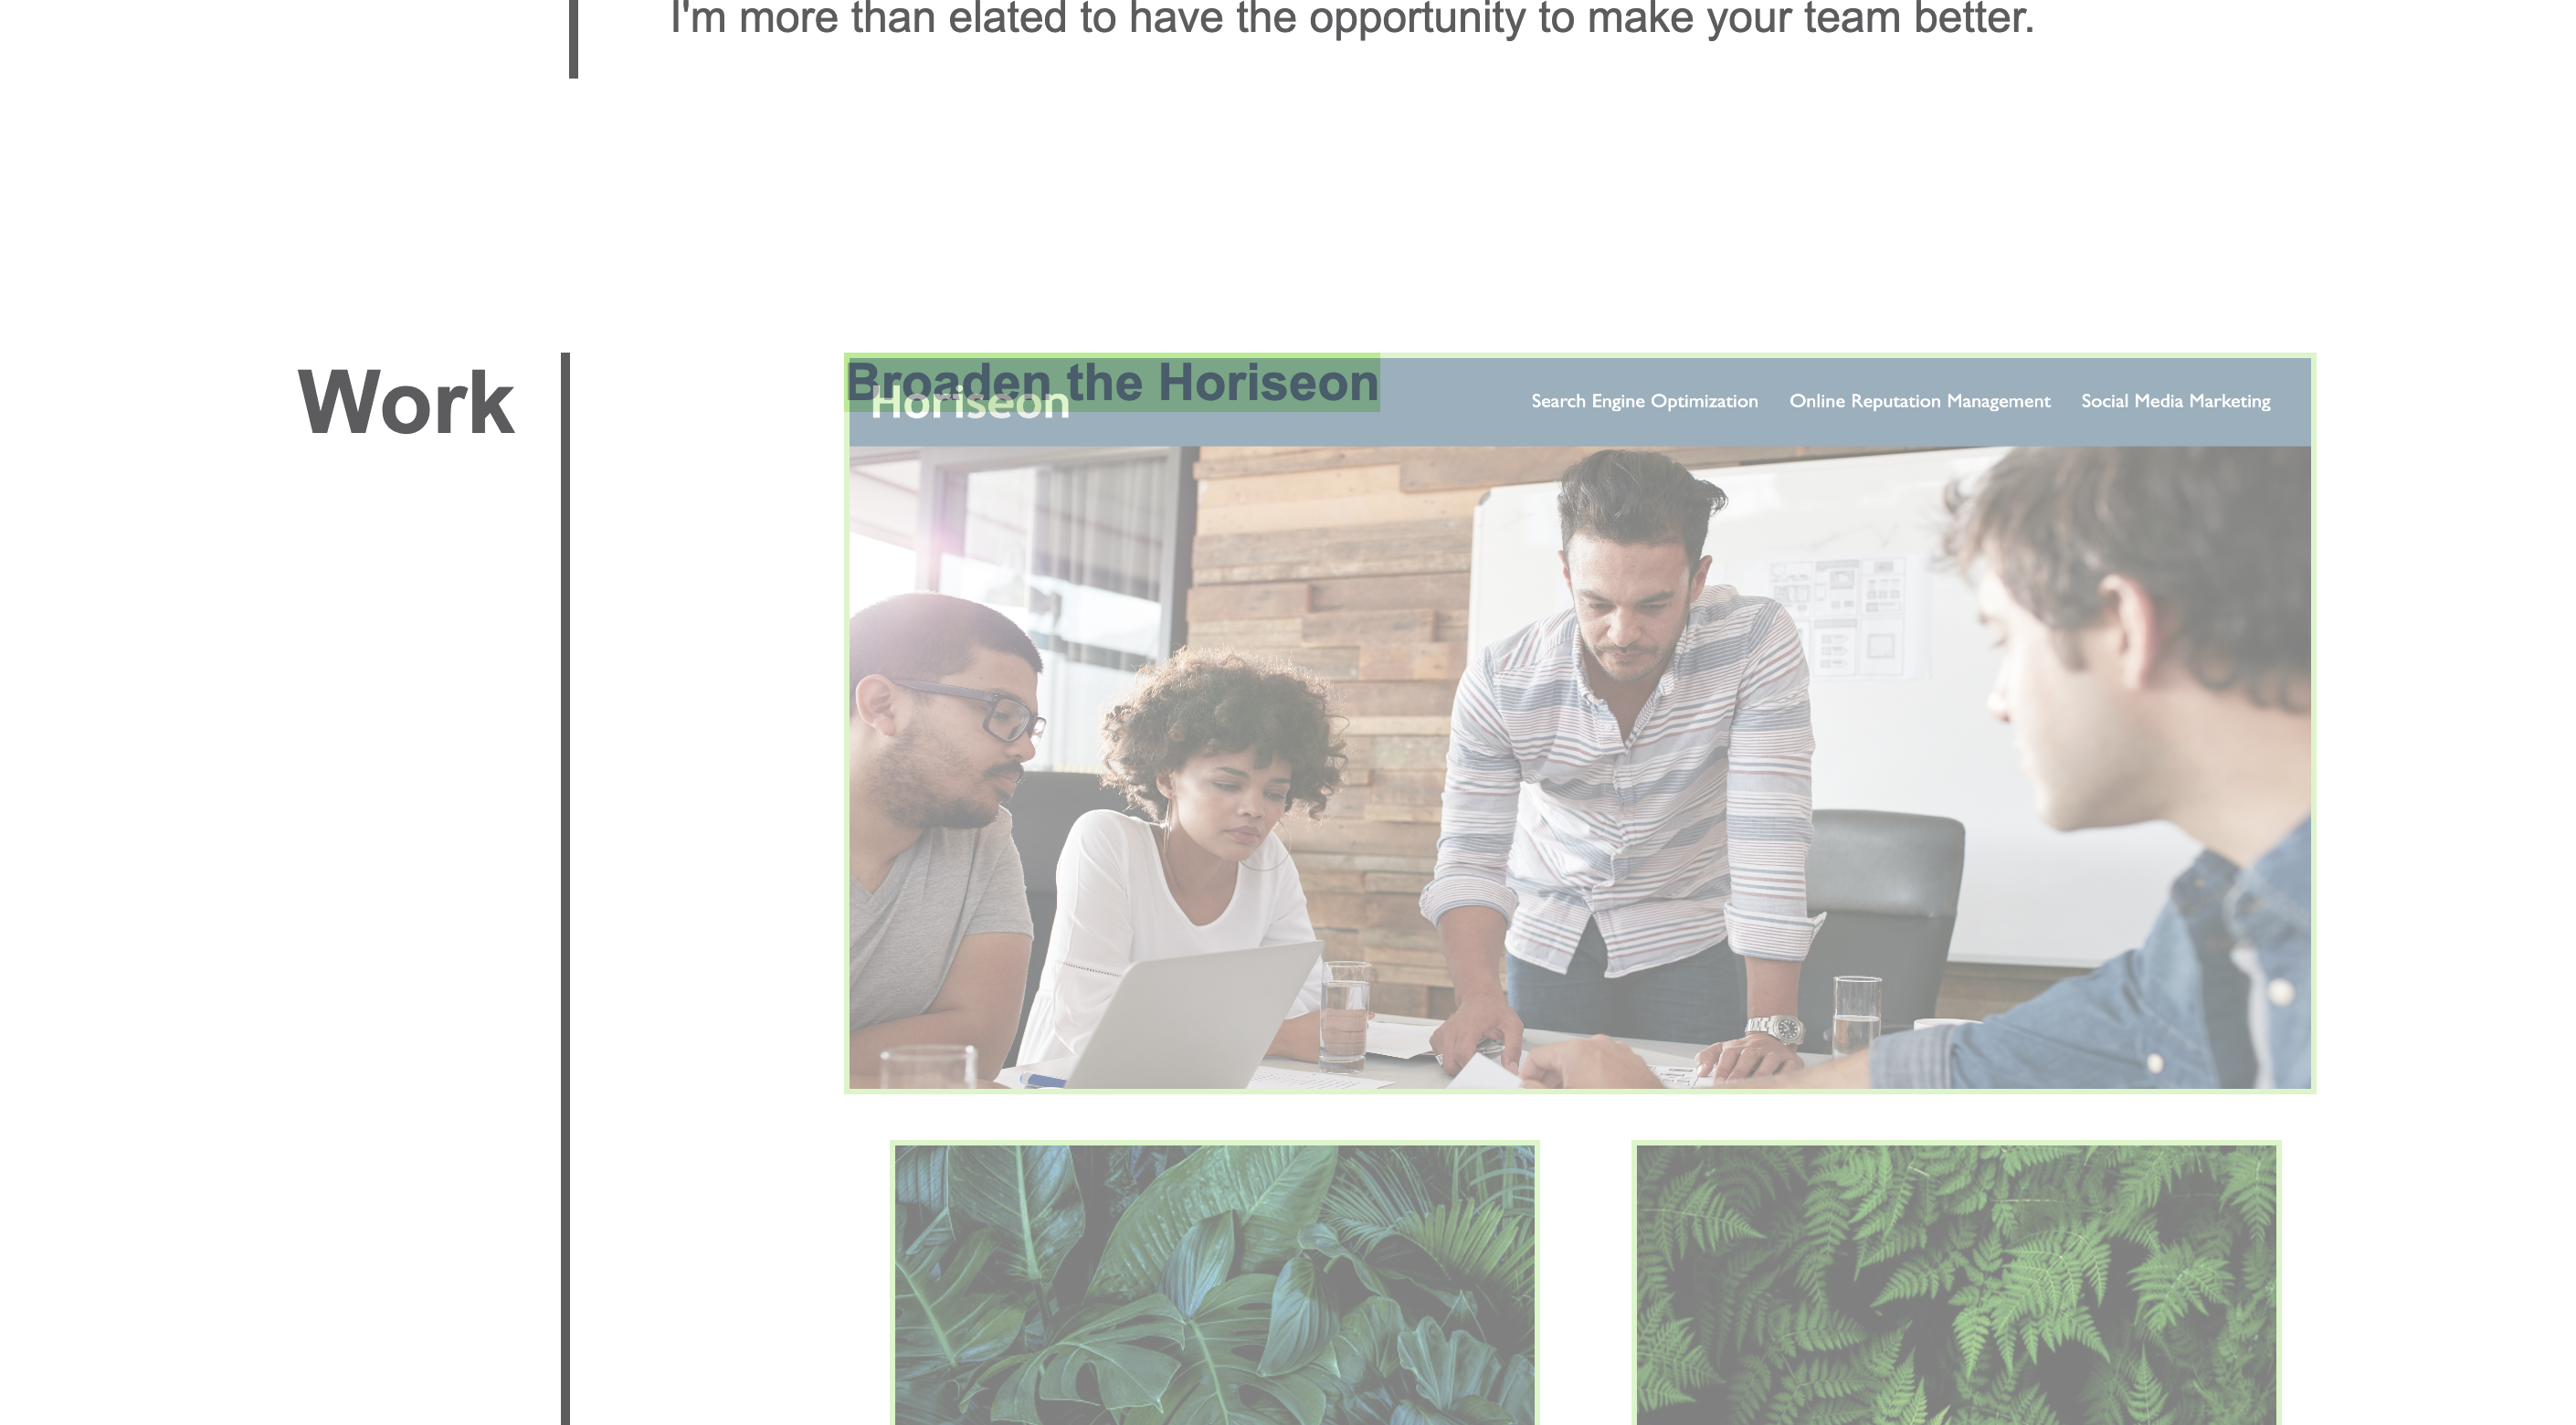 I'm more than elated to have the opportunity to make your team better.
Work
Broaden the Horiseon
Horiseon
Search Engine Optimization Online Reputation Management Social Media Marketing